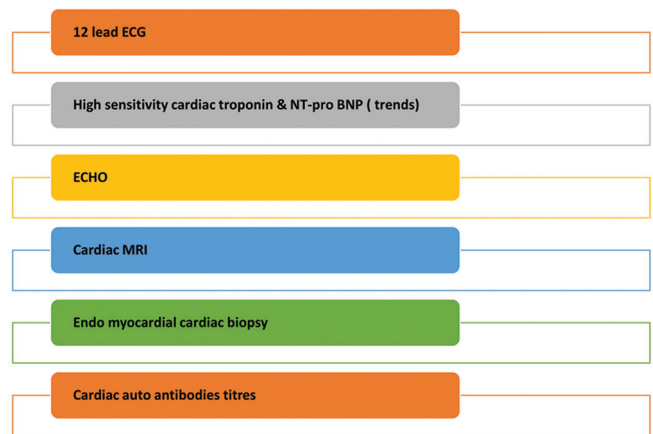 12 lead ECG
High sensitivity cardiac troponin & NT-pro BNP ( trends)
ECHO
Cardiac MRI
Endo myocardial cardiac biopsy
Cardiac auto antibodies titres